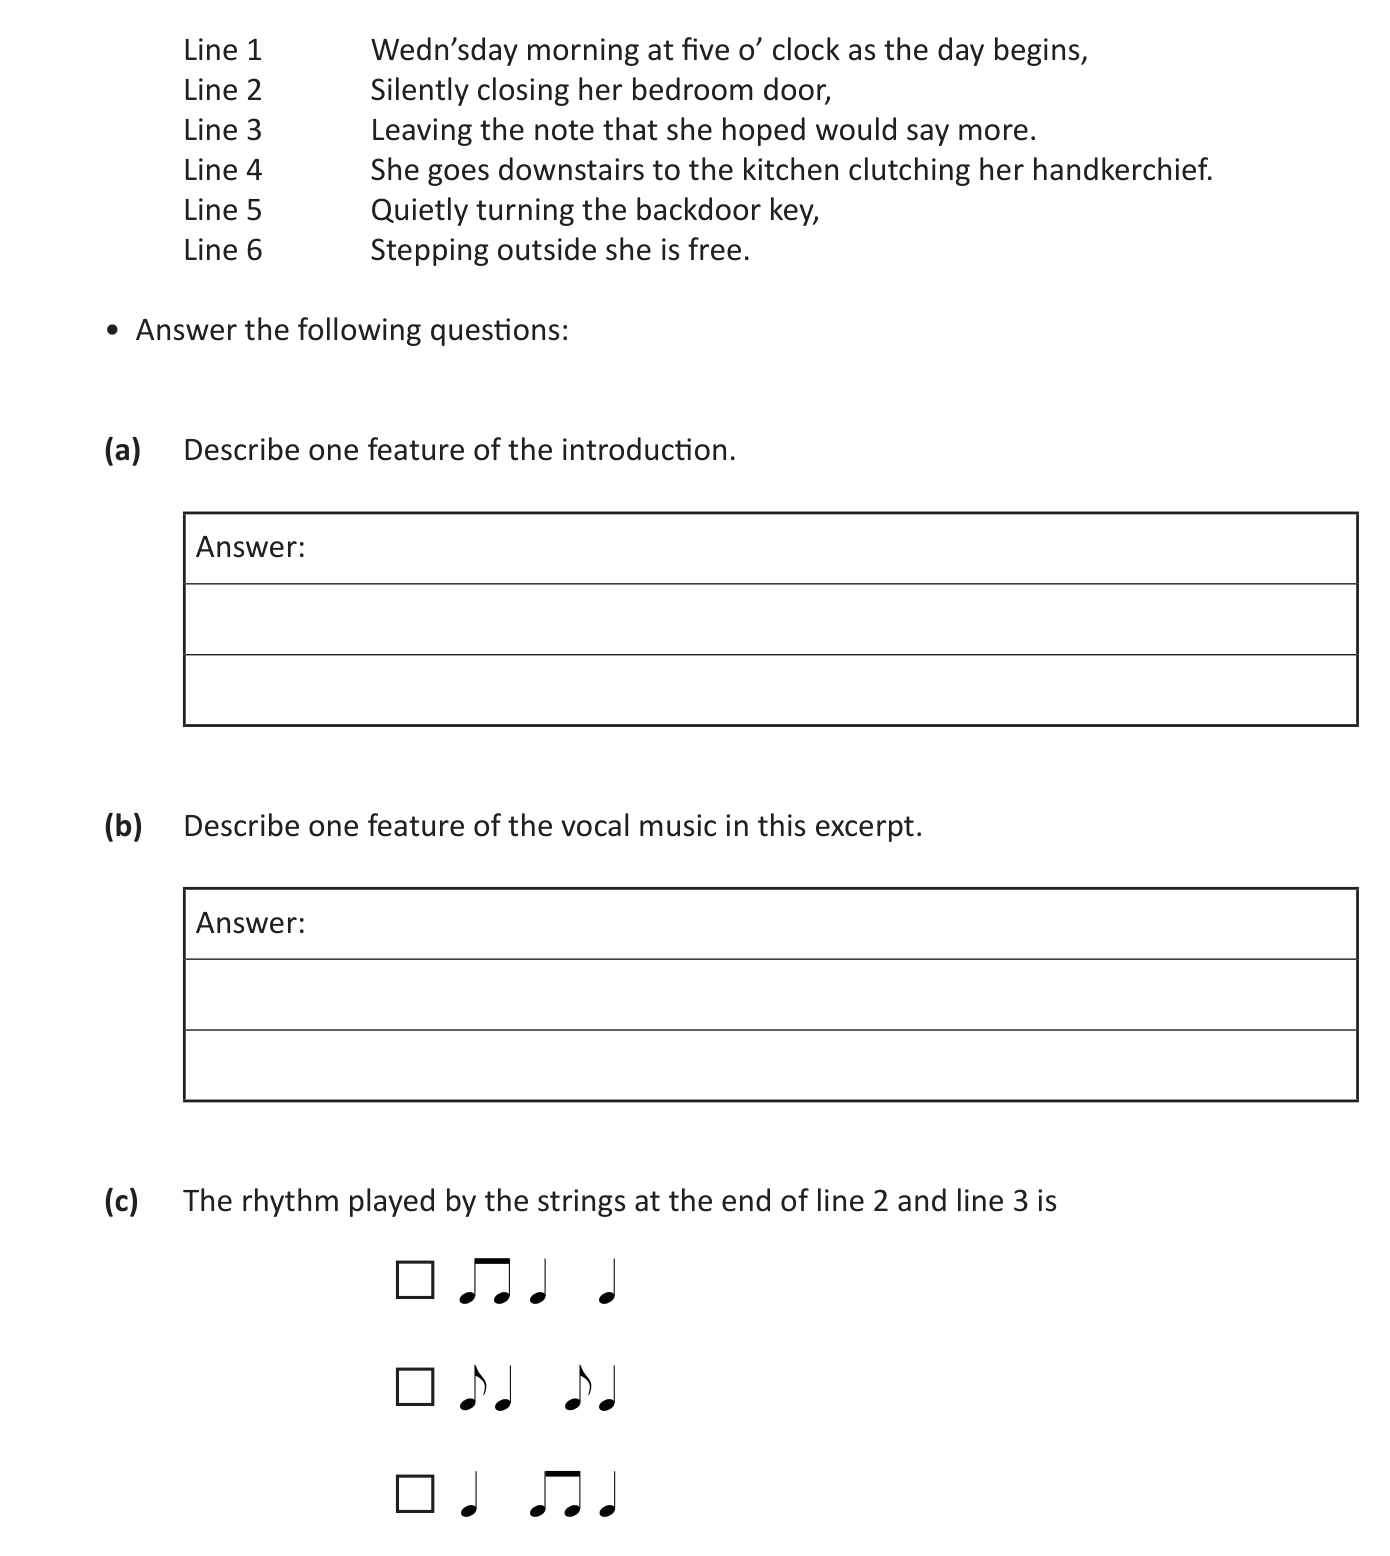 Line 1 Wedn’sday morning at five o’ clock as the day begins,
Line 2 Silently closing her bedroom door,
Line 3 Leaving the note that she hoped would say more.
Line 4 She goes downstairs to the kitchen clutching her handkerchief.
Line 5 Quietly turning the backdoor key,
Line 6 Stepping outside she is free.
• Answer the following questions:
(a) Describe one feature of the introduction.
Answer:
(b) Describe one feature of the vocal music in this excerpt.
Answer:
(c) The rhythm played by the strings at the end of line 2 and line 3 is